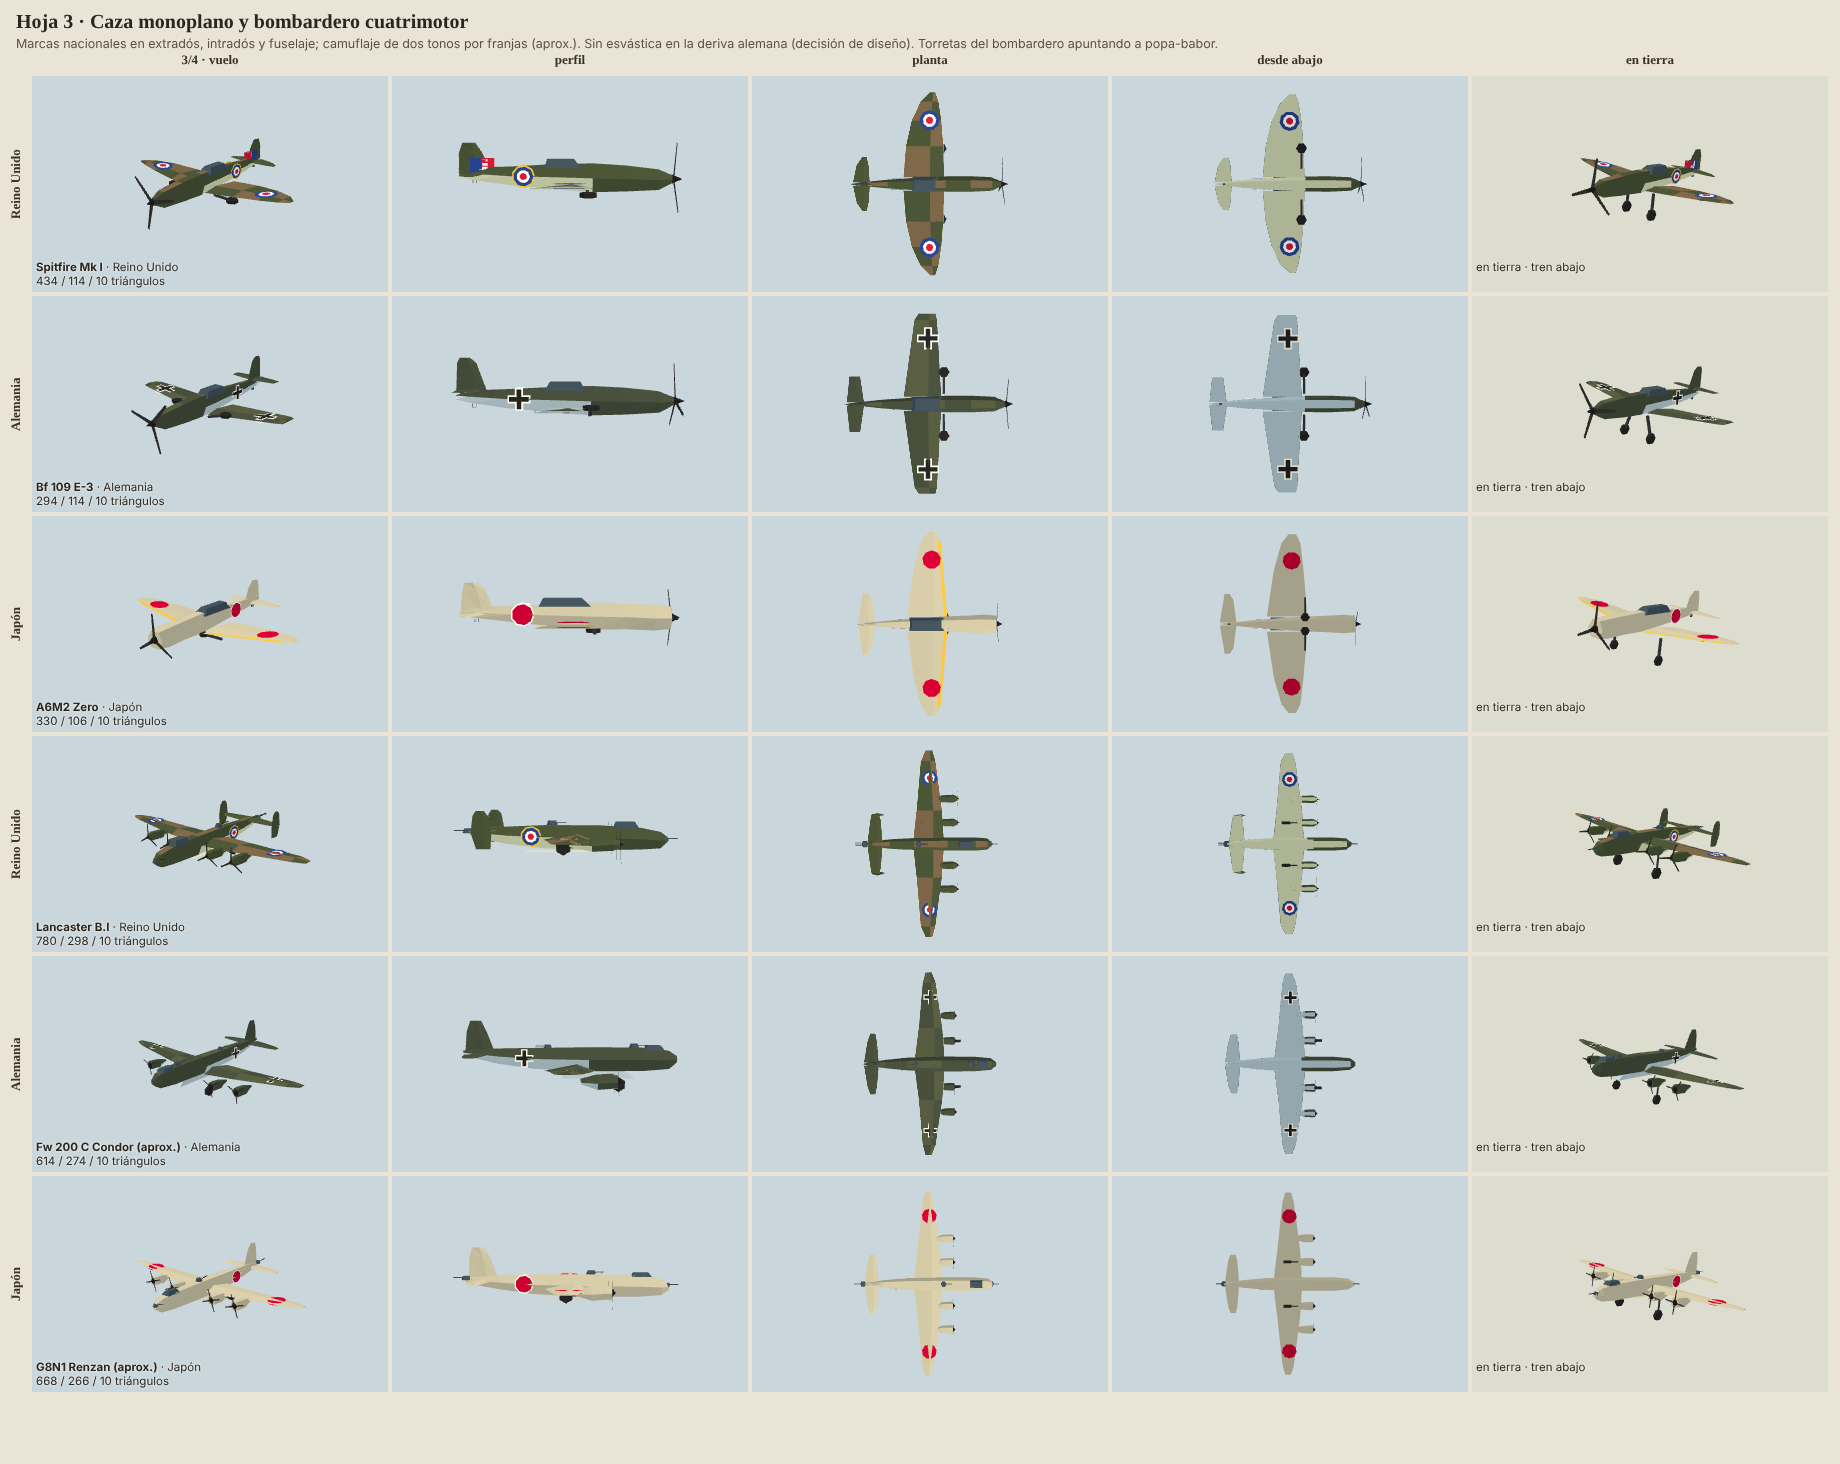 Hoja 3 · Caza monoplano y bombardero cuatrimotor
Marcas nacionales en extradós, intradós y fuselaje; camuflaje de dos tonos por franjas (aprox.). Sin esvástica en la deriva alemana (decisión de diseño). Torretas del bombardero apuntando a popa-babor.
3/4 · vuelo
perfil
planta
desde abajo
en tierra
Reino Unido
Spitfire Mk I · Reino Unido
434 / 114 / 10 triángulos
en tierra · tren abajo
Alemania
Bf 109 E-3 · Alemania
294 / 114 / 10 triángulos
en tierra · tren abajo
Japón
A6M2 Zero · Japón
330 / 106 / 10 triángulos
en tierra · tren abajo
Reino Unido
Lancaster B.I · Reino Unido
780 / 298 / 10 triángulos
en tierra · tren abajo
Alemania
Fw 200 C Condor (aprox.) · Alemania
614 / 274 / 10 triángulos
en tierra · tren abajo
Japón
G8N1 Renzan (aprox.) · Japón
668 / 266 / 10 triángulos
en tierra · tren abajo